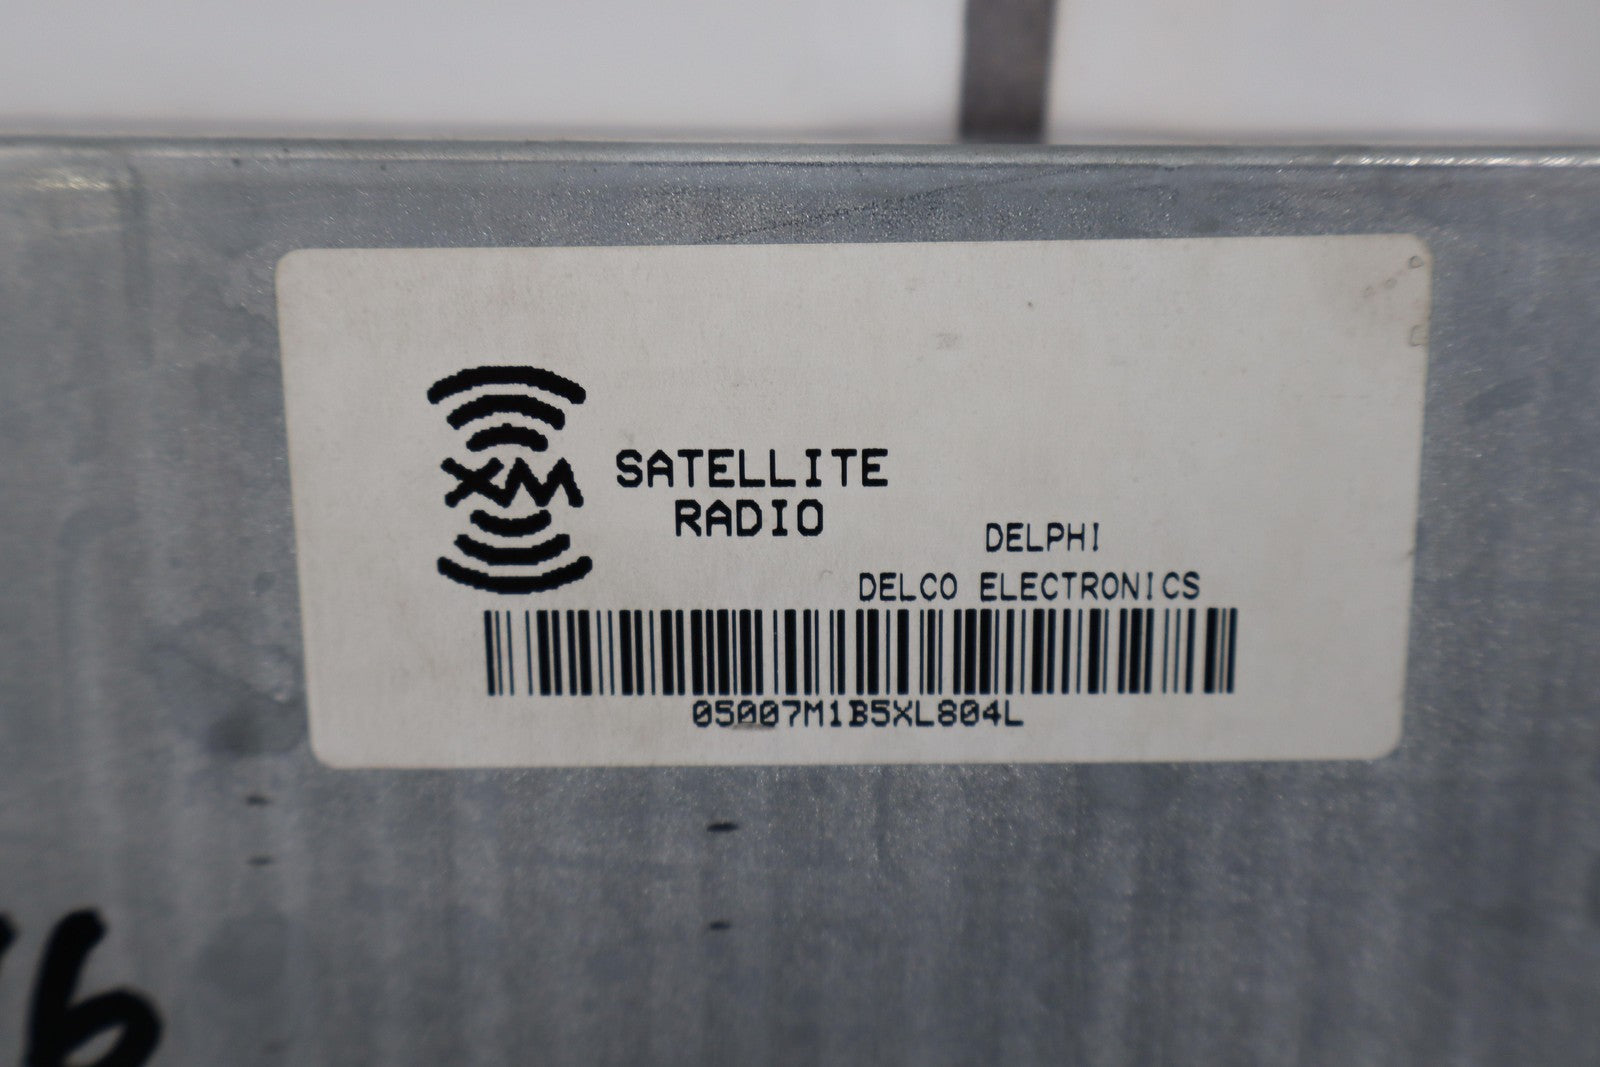 XM
SATELLITE
RADIO
DELPHI
DELCO ELECTRONICS
05007M1B5XL804L